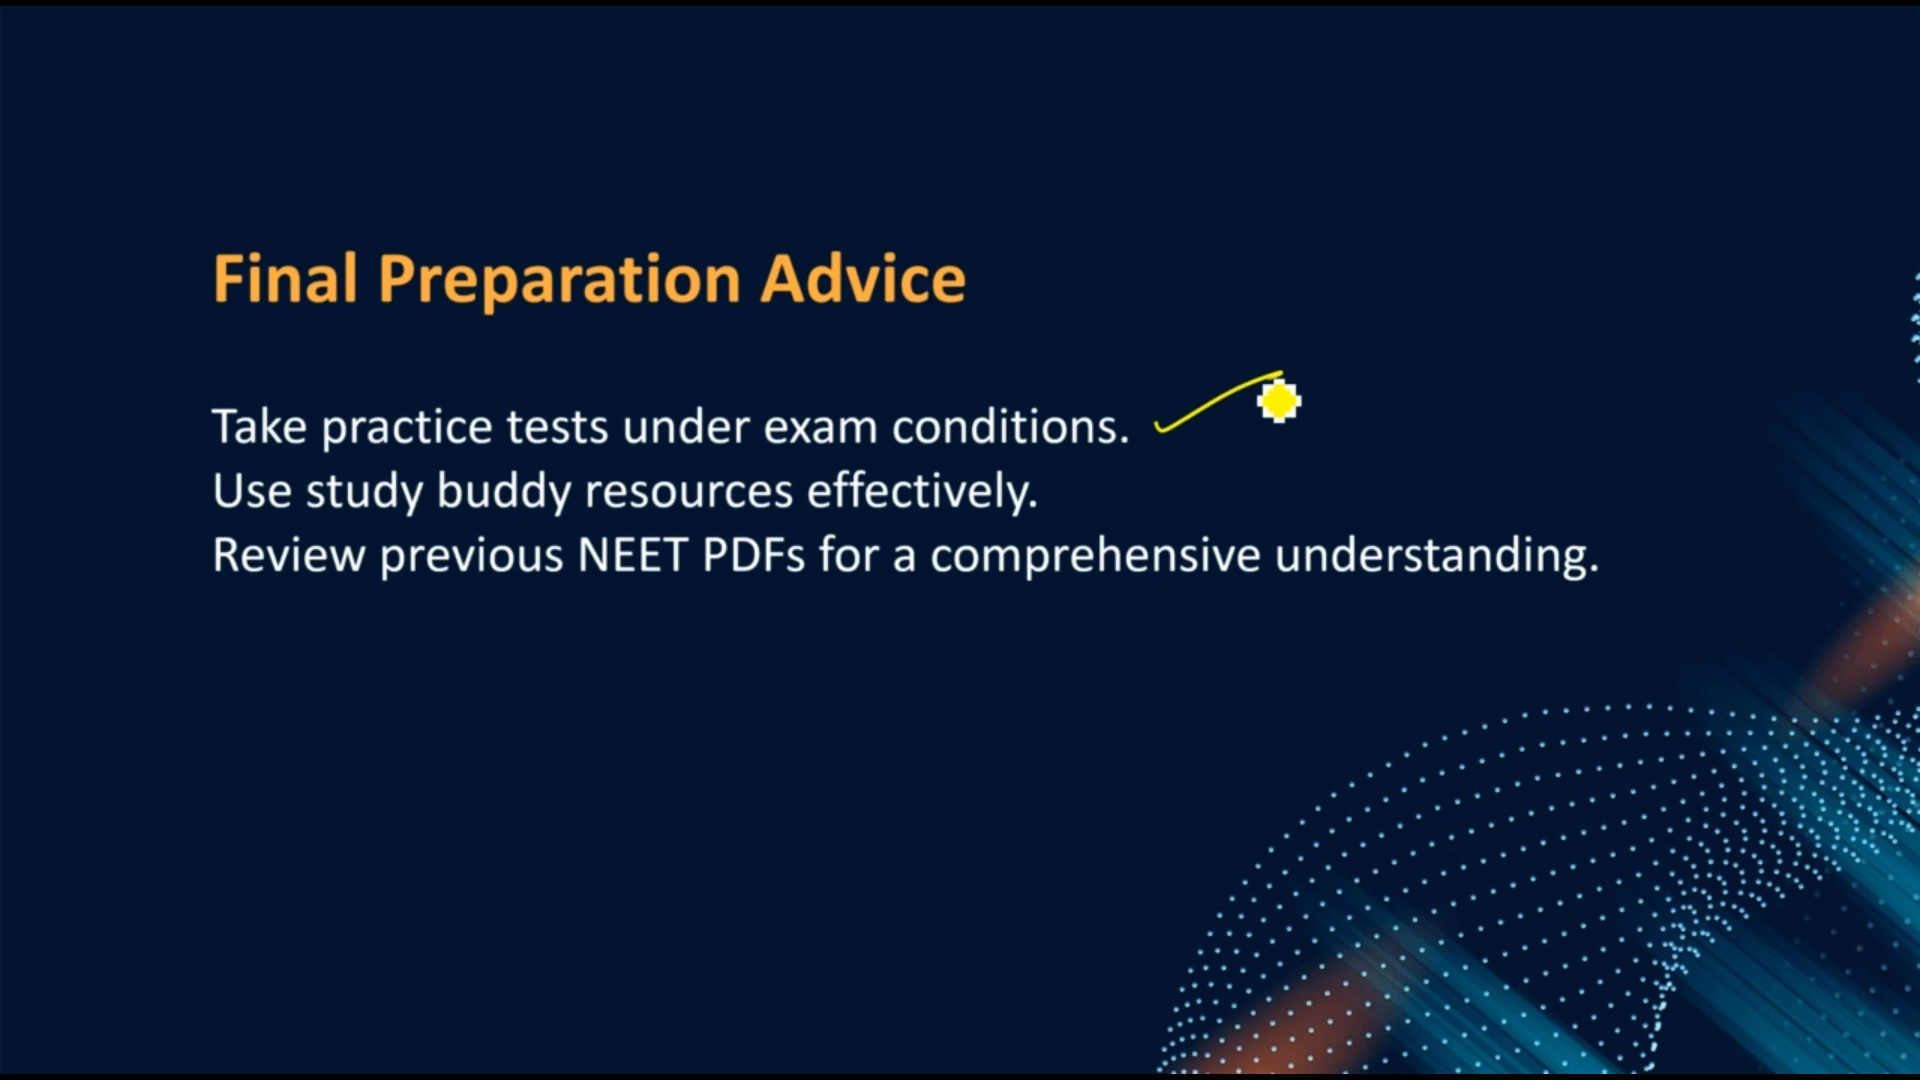 Final Preparation Advice
Take practice tests under exam conditions.
Use study buddy resources effectively.
Review previous NEET PDFs for a comprehensive understanding.